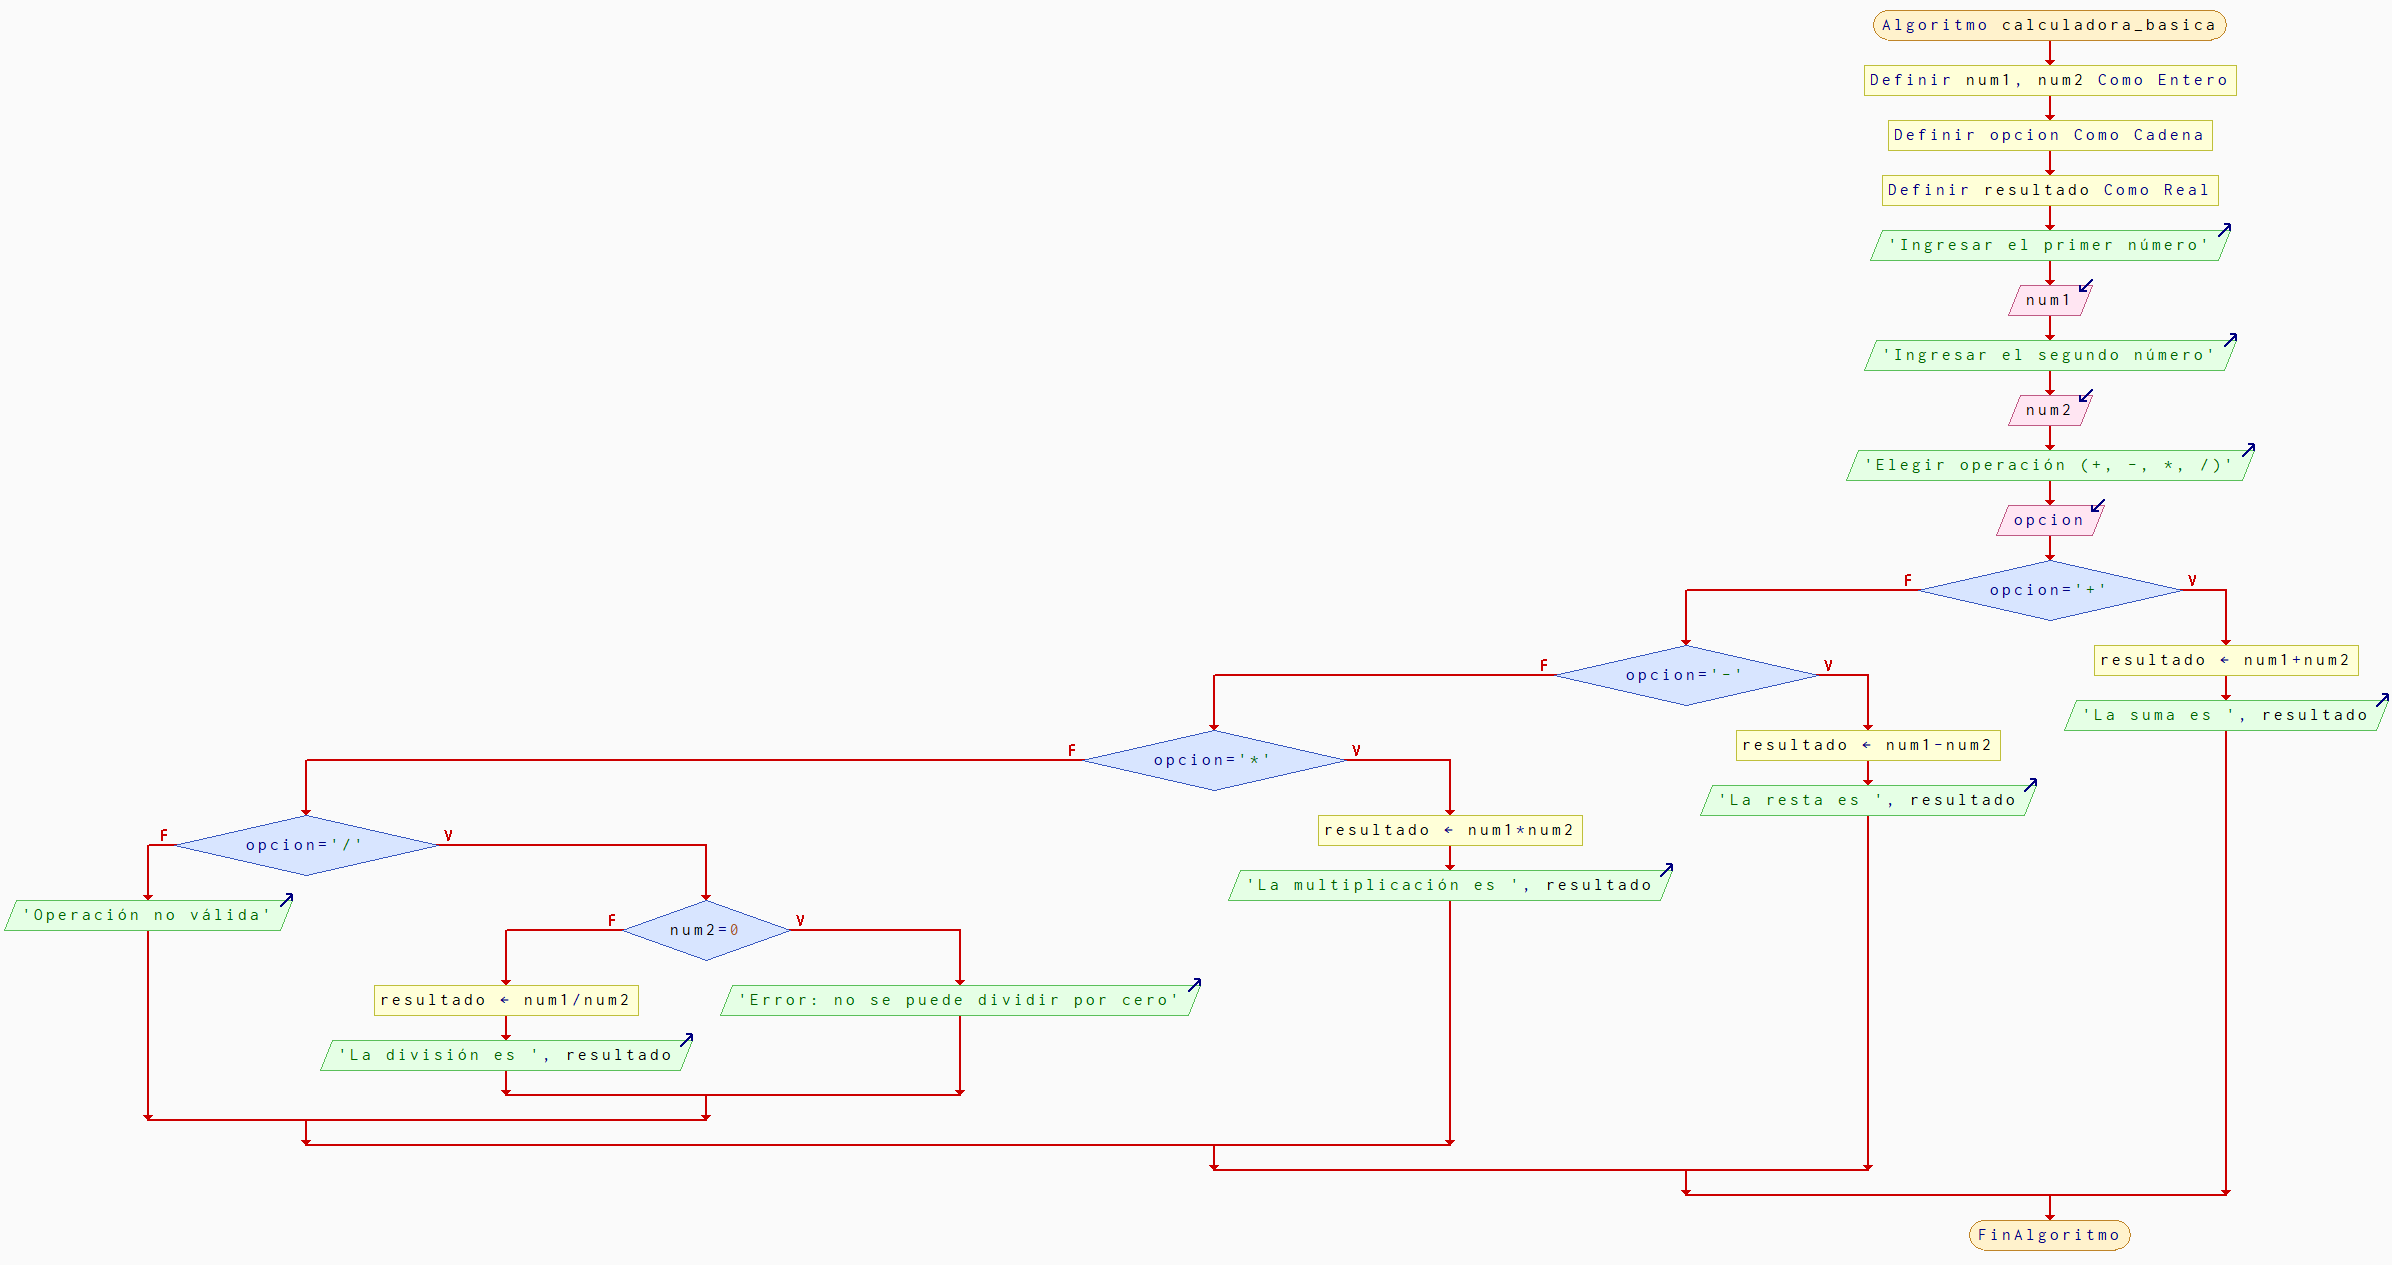 Algoritmo calculadora_basica
Definir num1, num2 Como Entero
Definir opcion Como Cadena
Definir resultado Como Real
'Ingresar el primer número'
num1
'Ingresar el segundo número'
num2
'Elegir operación (+, -, *, /)'
opcion
F
opcion='+'
V
F
opcion='-'
V
resultado ← num1+num2
'La suma es ', resultado
F
opcion='*'
V
resultado ← num1-num2
'La resta es ', resultado
F
opcion='/'
V
resultado ← num1*num2
'La multiplicación es ', resultado
'Operación no válida'
F
num2=0
V
resultado ← num1/num2
'Error: no se puede dividir por cero'
'La división es ', resultado
FinAlgoritmo